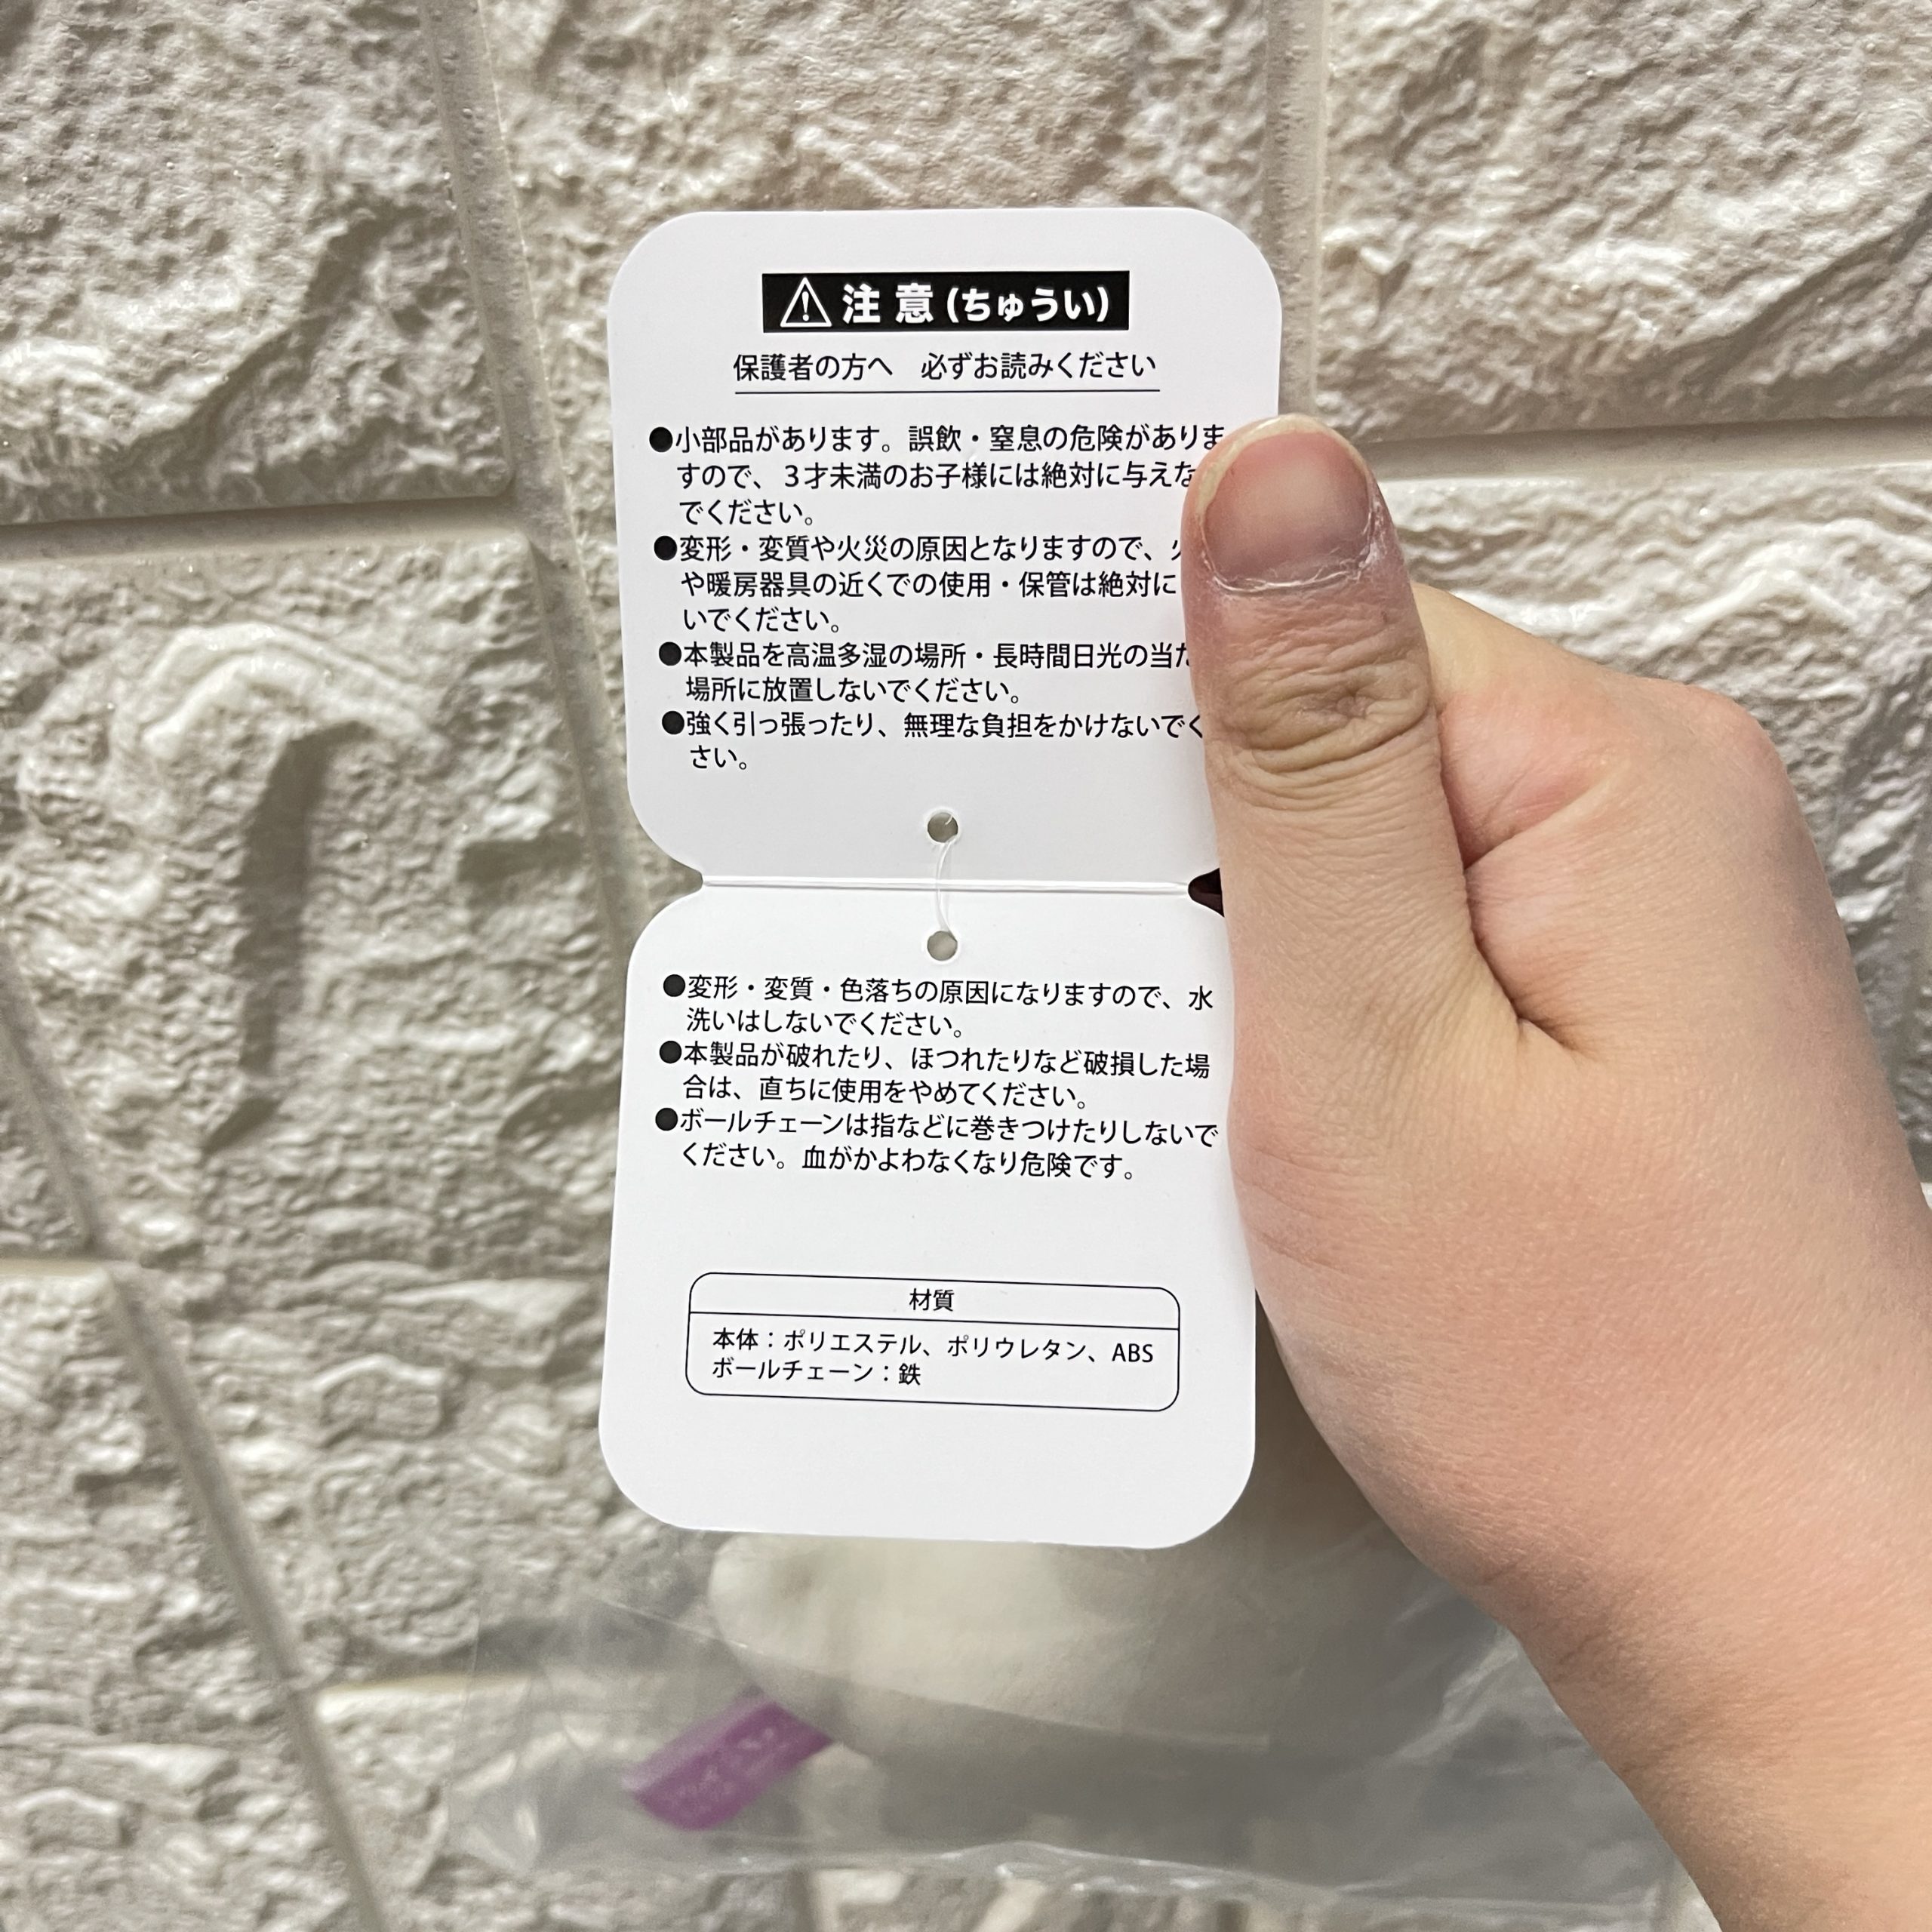 注意(ちゅうい)
保護者の方へ 必ずお読みください
●小部品があります。誤飲・窒息の危険がありま
すので、3才未満のお子様には絶対に与えな
でください。
●変形・変質や火災の原因となりますので、
や暖房器具の近くでの使用・保管は絶対に
いでください。
●本製品を高温多湿の場所・長時間日光の当た
場所に放置しないでください。
●強く引っ張ったり、無理な負担をかけないでく
さい。
●変形・変質・色落ちの原因になりますので、水
洗いはしないでください。
●本製品が破れたり、ほつれたりなど破損した場
合は、直ちに使用をやめてください。
●ボールチェーンは指などに巻きつけたりしないで
ください。血がかよわなくなり危険です。
材質
本体：ポリエステル、ポリウレタン、ABS
ボールチェーン：鉄